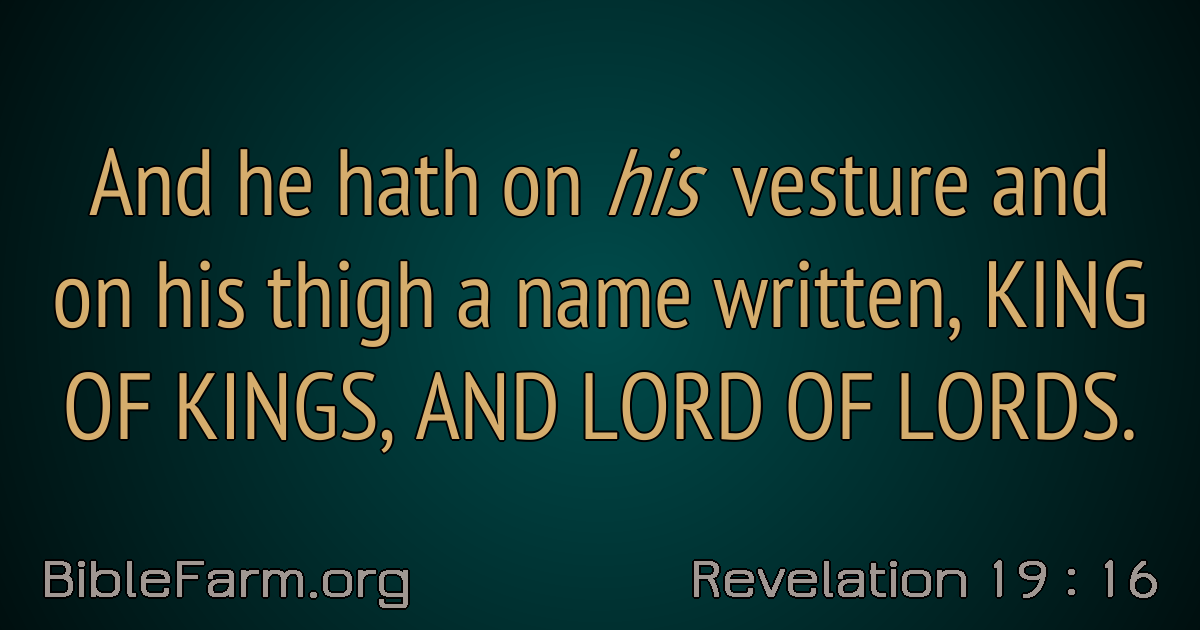 And he hath on his vesture and
on his thigh a name written, KING
OF KINGS, AND LORD OF LORDS.
BibleFarm.org
Revelation 19 : 16